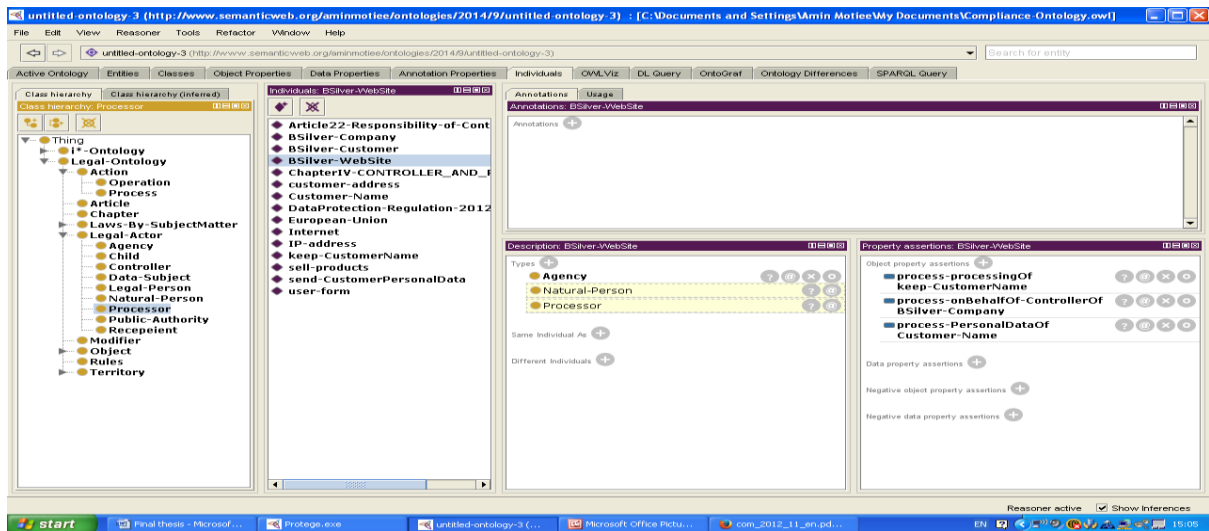 untitled-ontology-3 (http://www.semanticweb.org/aminmotiee/ontologies/2014/9/untitled-ontology-3) : [C:\Documents and Settings\Amin Motiee\My Documents\Compliance-Ontology.owl]
File Edit View Reasoner Tools Refactor Window Help
untitled-ontology-3 (http://www.semanticweb.org/aminmotiee/ontologies/2014/9/untitled-ontology-3)
Search for entity
Active Ontology Entities Classes Object Properties Data Properties Annotation Properties Individuals OWLViz DL Query OntoGraf Ontology Differences SPARQL Query
Class hierarchy Class hierarchy (inferred)
Class hierarchy: Processor
Thing
i*-Ontology
Legal-Ontology
Action
Operation
Process
Article
Chapter
Laws-By-SubjectMatter
Legal-Actor
Agency
Child
Controller
Data-Subject
Legal-Person
Natural-Person
Processor
Public-Authority
Recepeient
Modifier
Object
Rules
Territory
Individuals: BSilver-WebSite
Article22-Responsibility-of-Cont
BSilver-Company
BSilver-Customer
BSilver-WebSite
ChapterIV-CONTROLLER_AND_F
customer-address
Customer-Name
DataProtection-Regulation-2012
European-Union
Internet
IP-address
keep-CustomerName
sell-products
send-CustomerPersonalData
user-form
Annotations Usage
Annotations: BSilver-WebSite
Annotations
Description: BSilver-WebSite
Types
Agency
Natural-Person
Processor
Same Individual As
Different Individuals
Property assertions: BSilver-WebSite
Object property assertions
process-processingOf
keep-CustomerName
process-onBehalfOf-ControllerOf
BSilver-Company
process-PersonalDataOf
Customer-Name
Data property assertions
Negative object property assertions
Negative data property assertions
Reasoner active Show Inferences
start Final thesis - Microsof... Protege.exe untitled-ontology-3 (... Microsoft Office Pictu... com_2012_11_en.pd... EN 15:05